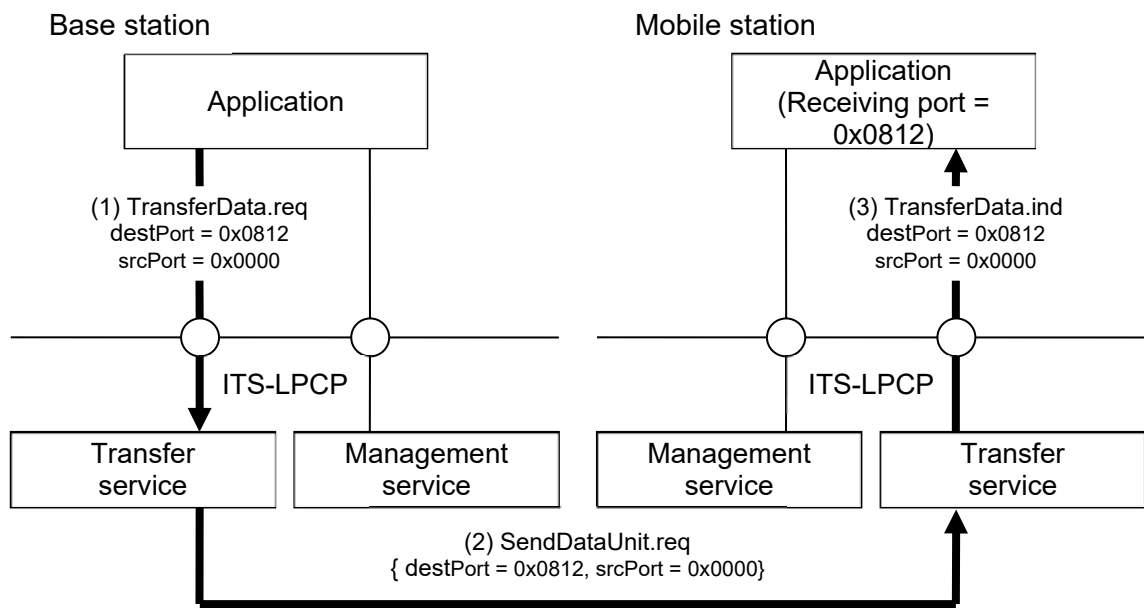 Base station
Mobile station
Application
Application
(Receiving port =
0x0812)
(1) TransferData.req
destPort = 0x0812
srcPort = 0x0000
(3) TransferData.ind
destPort = 0x0812
srcPort = 0x0000
ITS-LPCP
ITS-LPCP
Transfer
service
Management
service
Management
service
Transfer
service
(2) SendDataUnit.req
{ destPort = 0x0812, srcPort = 0x0000}